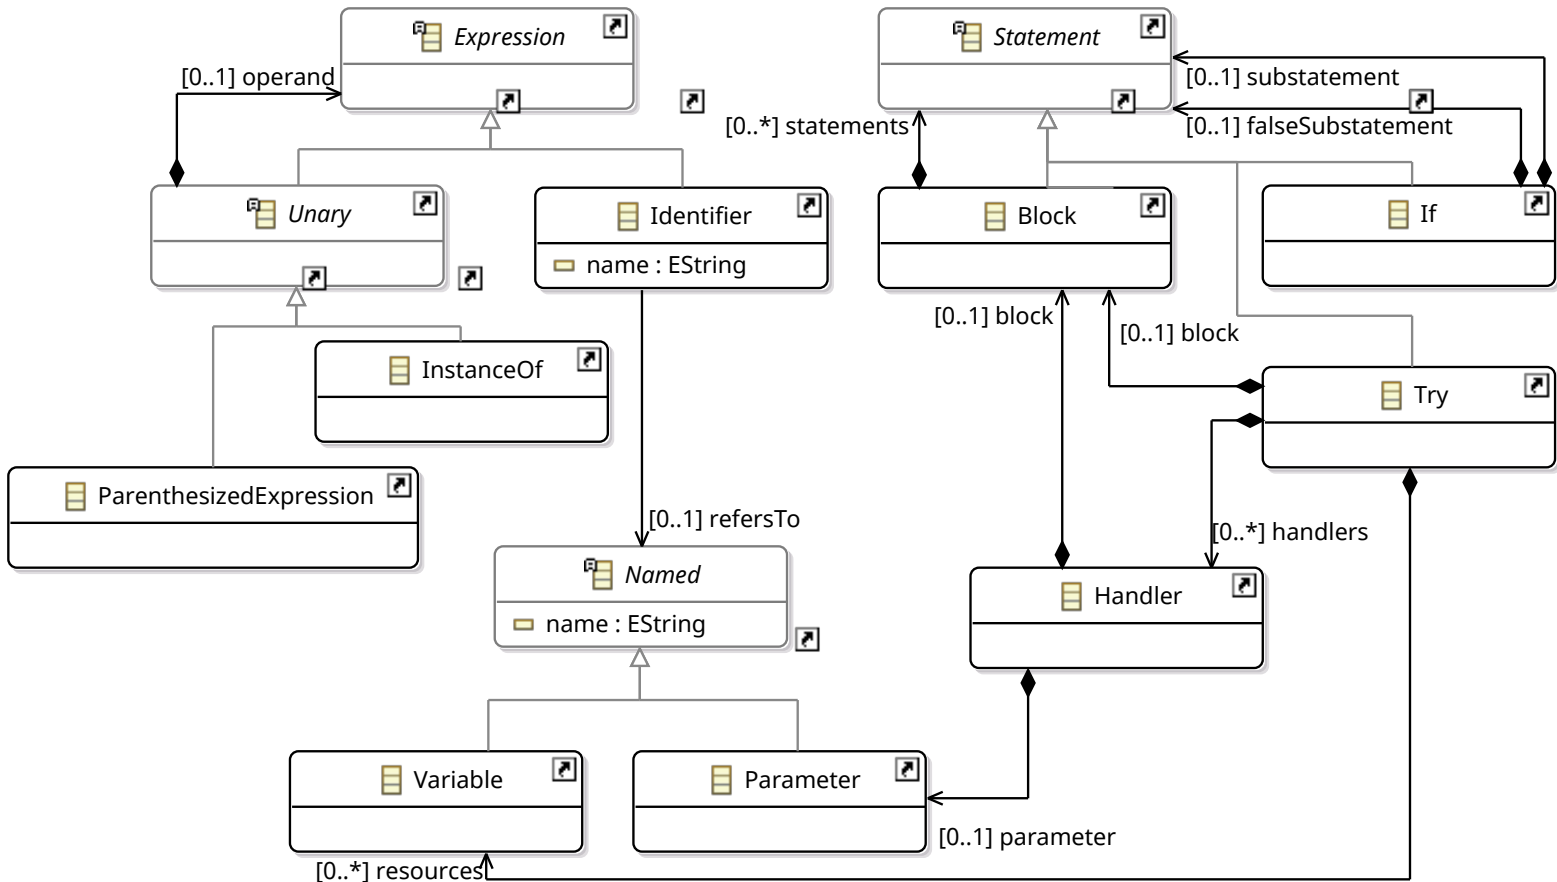 Expression
Statement
[0..1] operand
[0..1] substatement
[0..*] statements
[0..1] falseSubstatement
Unary
Identifier
name : EString
Block
If
[0..1] block
[0..1] block
InstanceOf
Try
ParenthesizedExpression
[0..1] refersTo
[0..*] handlers
Named
name : EString
Handler
Variable
Parameter
[0..1] parameter
[0..*] resources